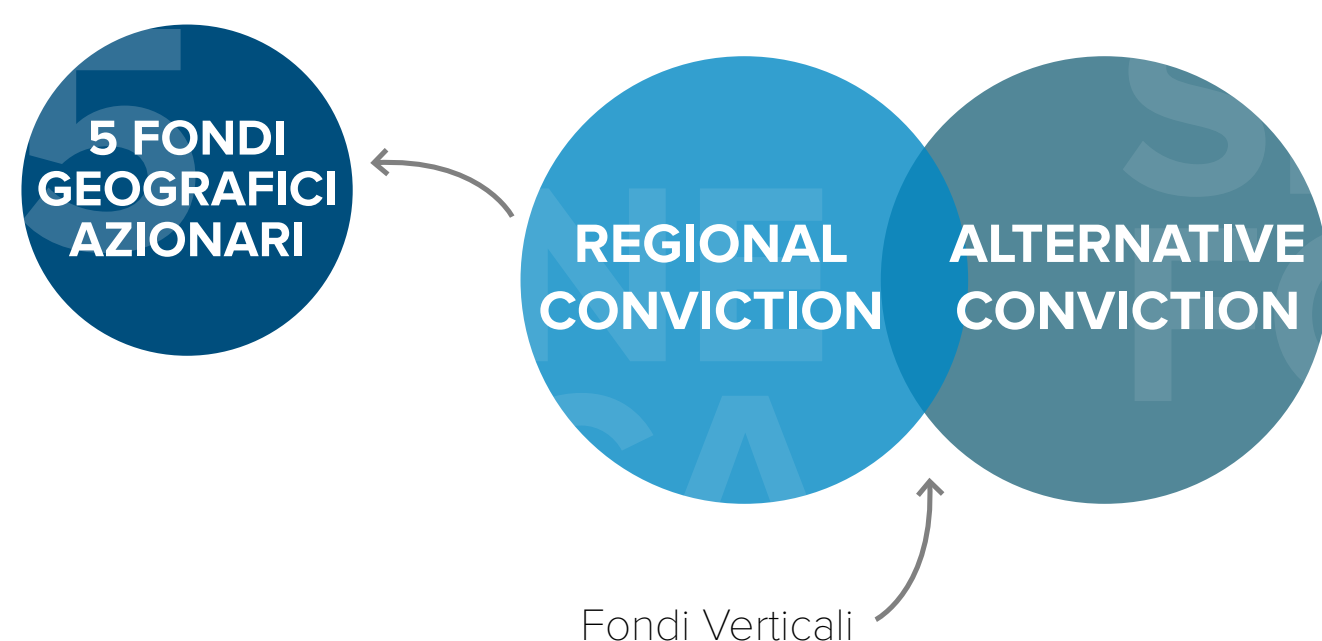 5 FONDI
GEOGRAFICI
AZIONARI
REGIONAL
CONVICTION
ALTERNATIVE
CONVICTION
Fondi Verticali